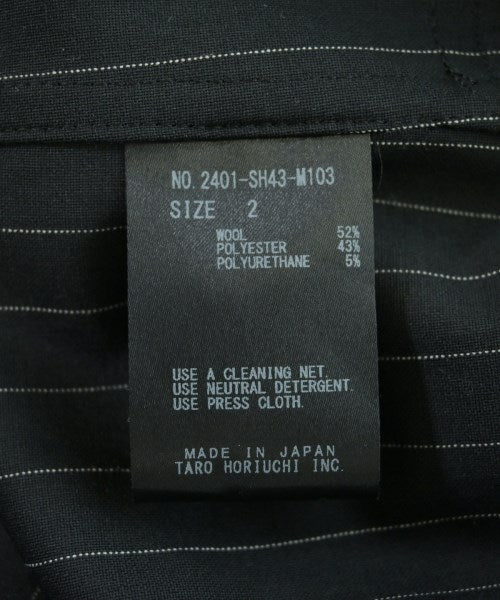 NO. 2401-SH43-M103
SIZE 2
WOOL 52%
POLYESTER 43%
POLYURETHANE 5%
USE A CLEANING NET.
USE NEUTRAL DETERGENT.
USE PRESS CLOTH.
MADE IN JAPAN
TARO HORIUCHI INC.